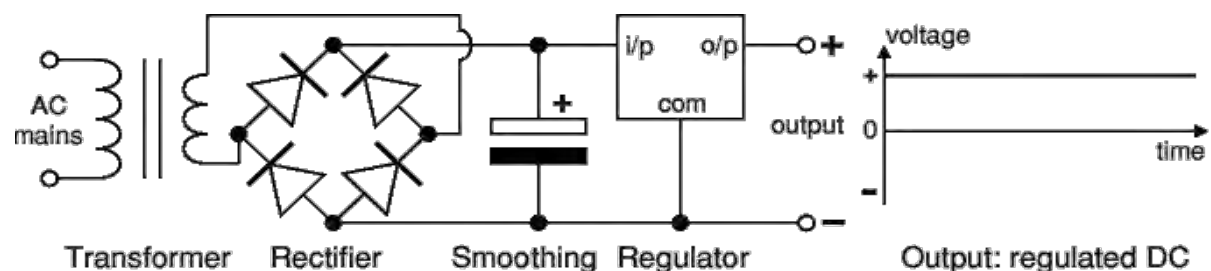 i/p o/p +
com
voltage
+
AC
mains
+
output 0
time
-
-
Transformer Rectifier Smoothing Regulator Output: regulated DC